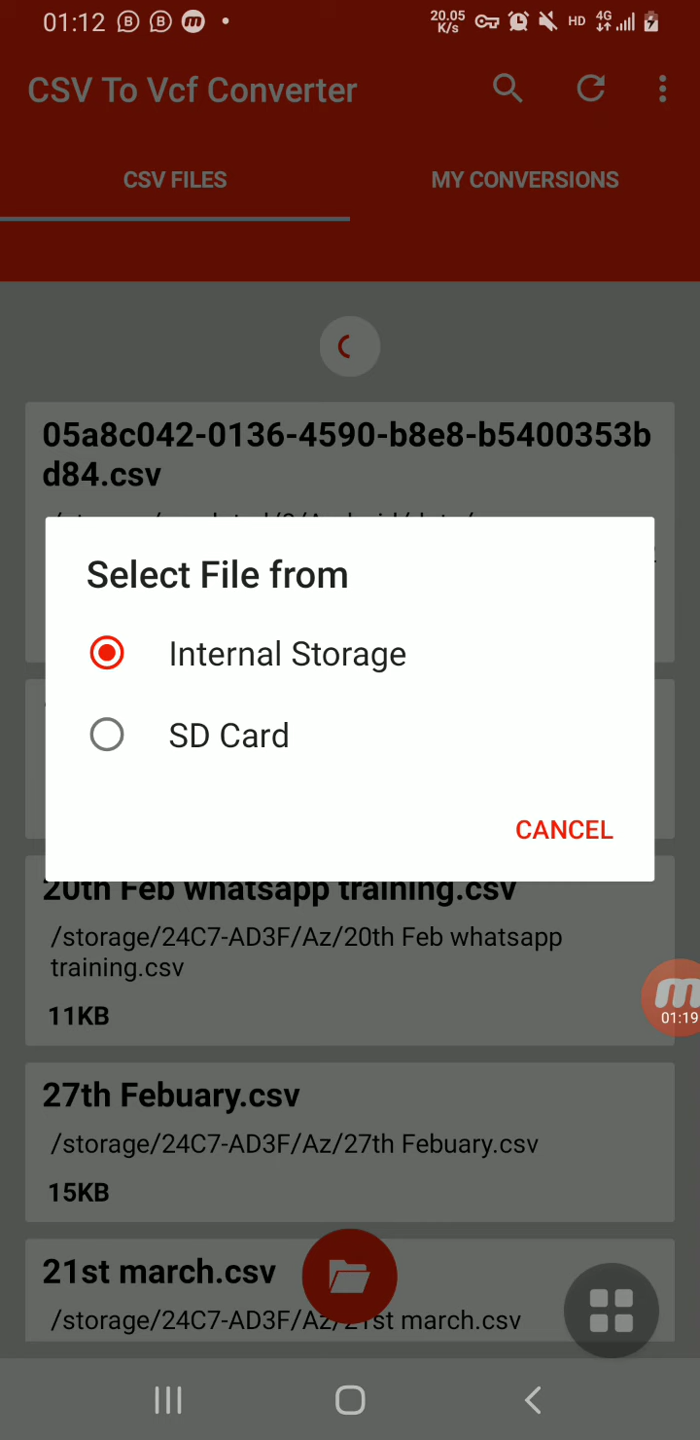 01:12
20.05
K/s
HD
4G
CSV To Vcf Converter
CSV FILES
MY CONVERSIONS
05a8c042-0136-4590-b8e8-b5400353b
d84.csv
Select File from
Internal Storage
SD Card
CANCEL
20th Feb whatsapp training.csv
/storage/24C7-AD3F/Az/20th Feb whatsapp
training.csv
11KB
01:19
27th Febuary.csv
/storage/24C7-AD3F/Az/27th Febuary.csv
15KB
21st march.csv
/storage/24C7-AD3F/Az/21st march.csv